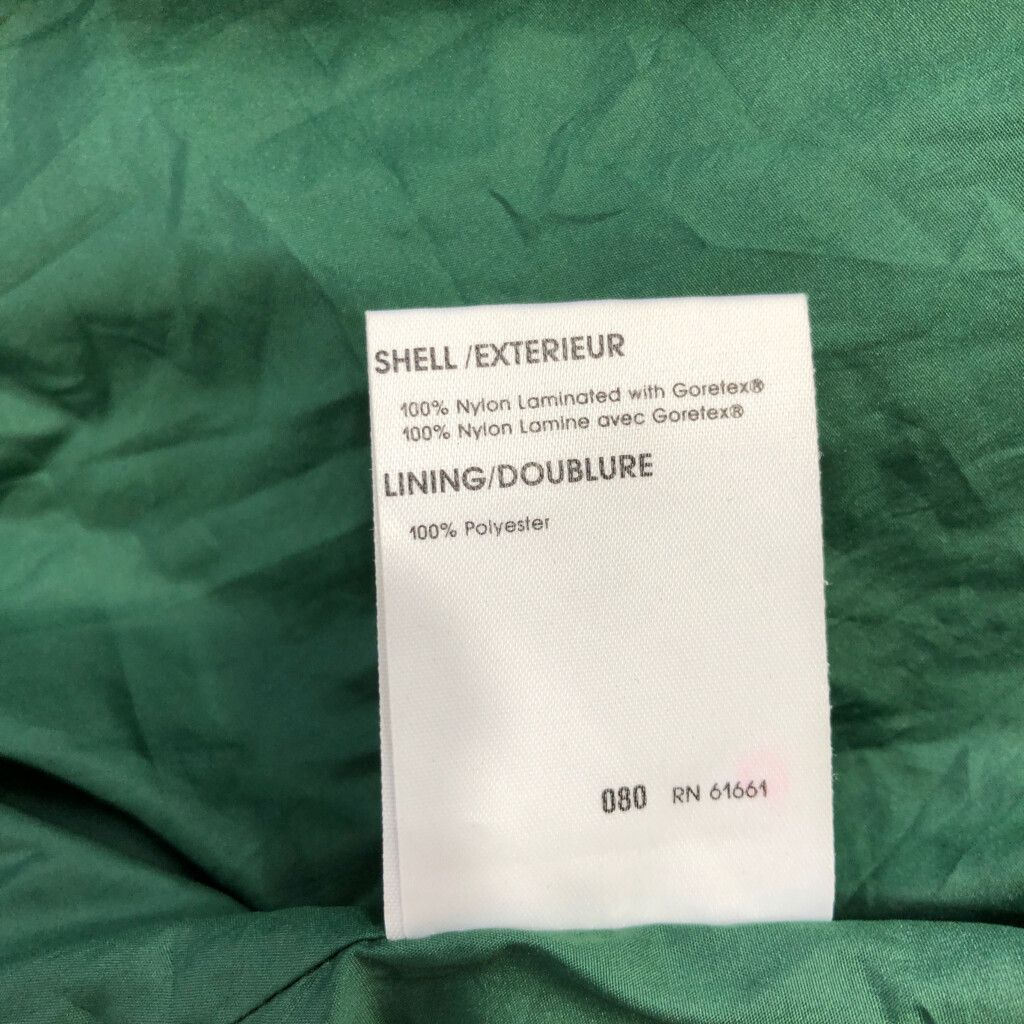 SHELL /EXTERIEUR
100% Nylon Laminated with Goretex®
100% Nylon Lamine avec Goretex®
LINING/DOUBLURE
100% Polyester
080 RN 61661